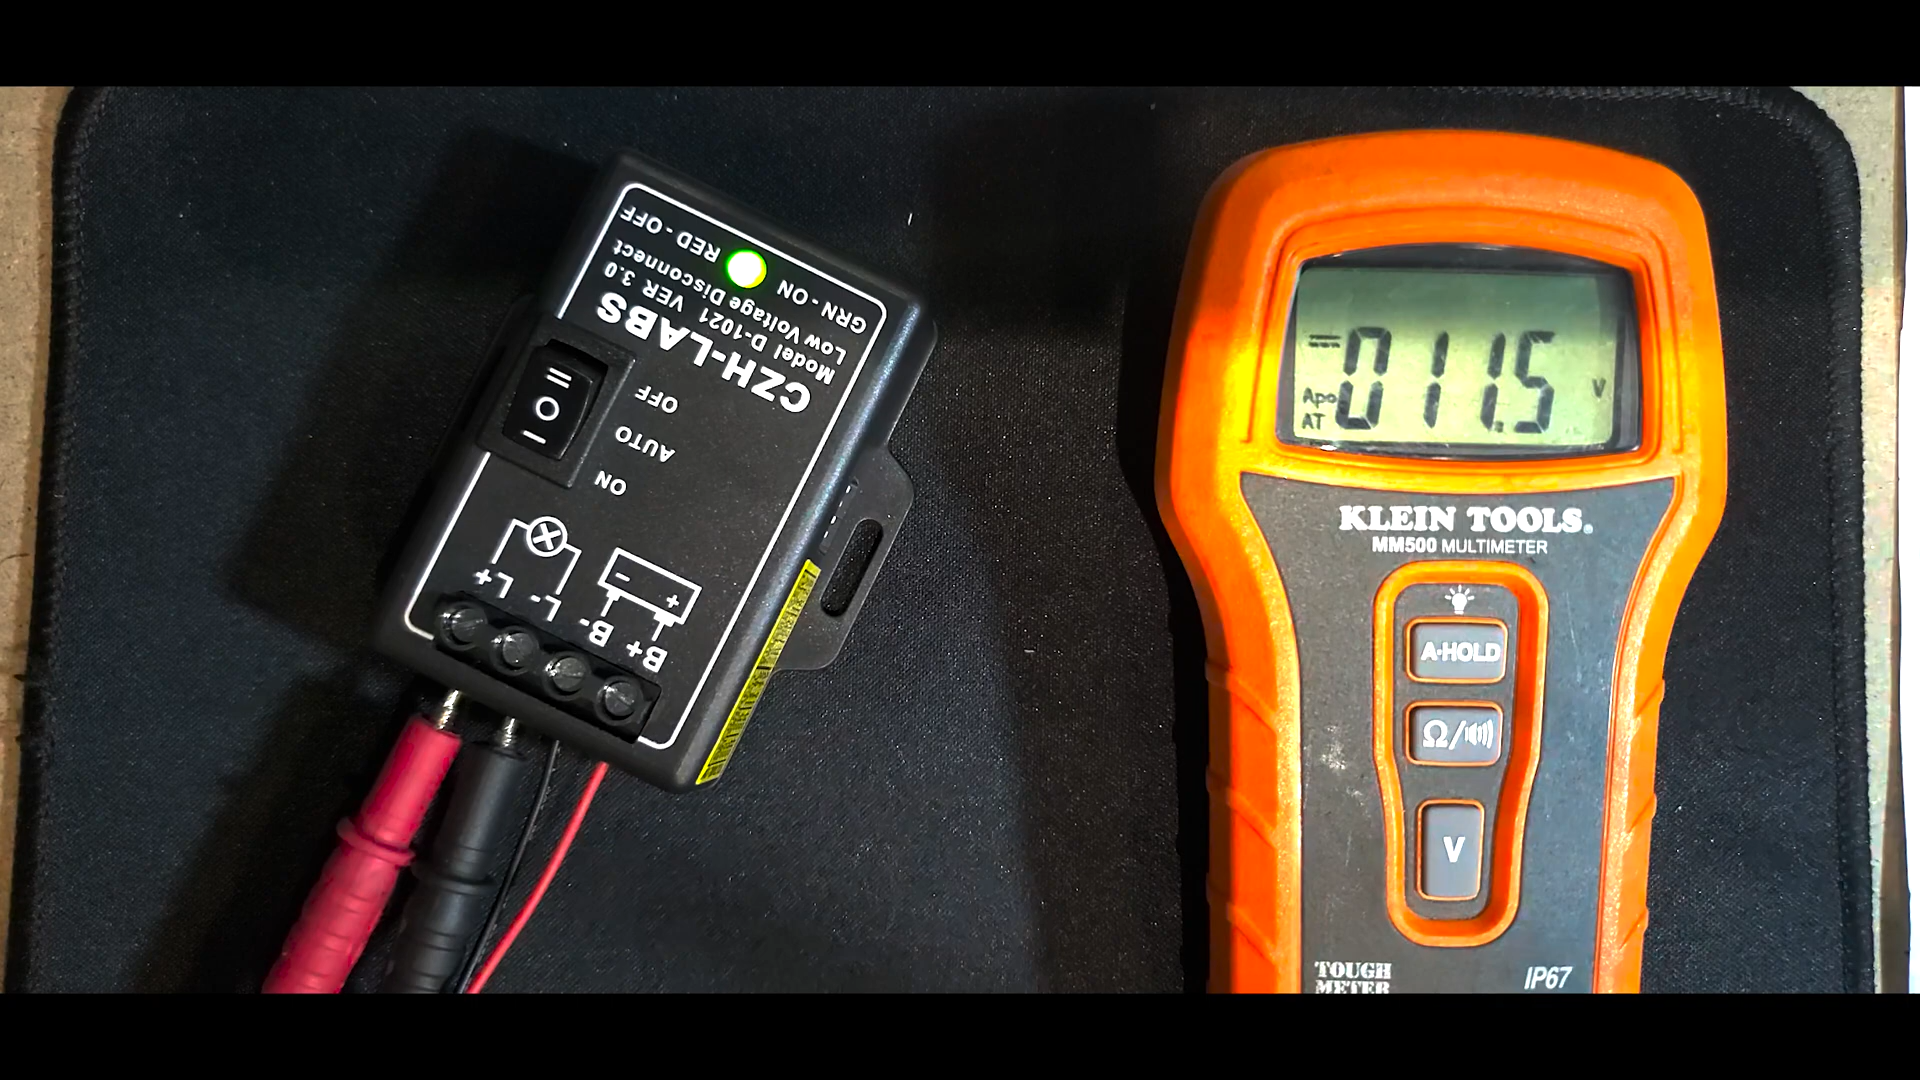 GRN - ON RED - OFF
Low Voltage Disconnect
Model D-1021 VER 3.0
CZH-LABS
OFF
AUTO
ON
=
O
–
L+
L-
B-
B+
-
+
Apo
AT
011.5
V
KLEIN TOOLS®
MM500 MULTIMETER
A-HOLD
Ω/
V
TOUGH
METER
IP67